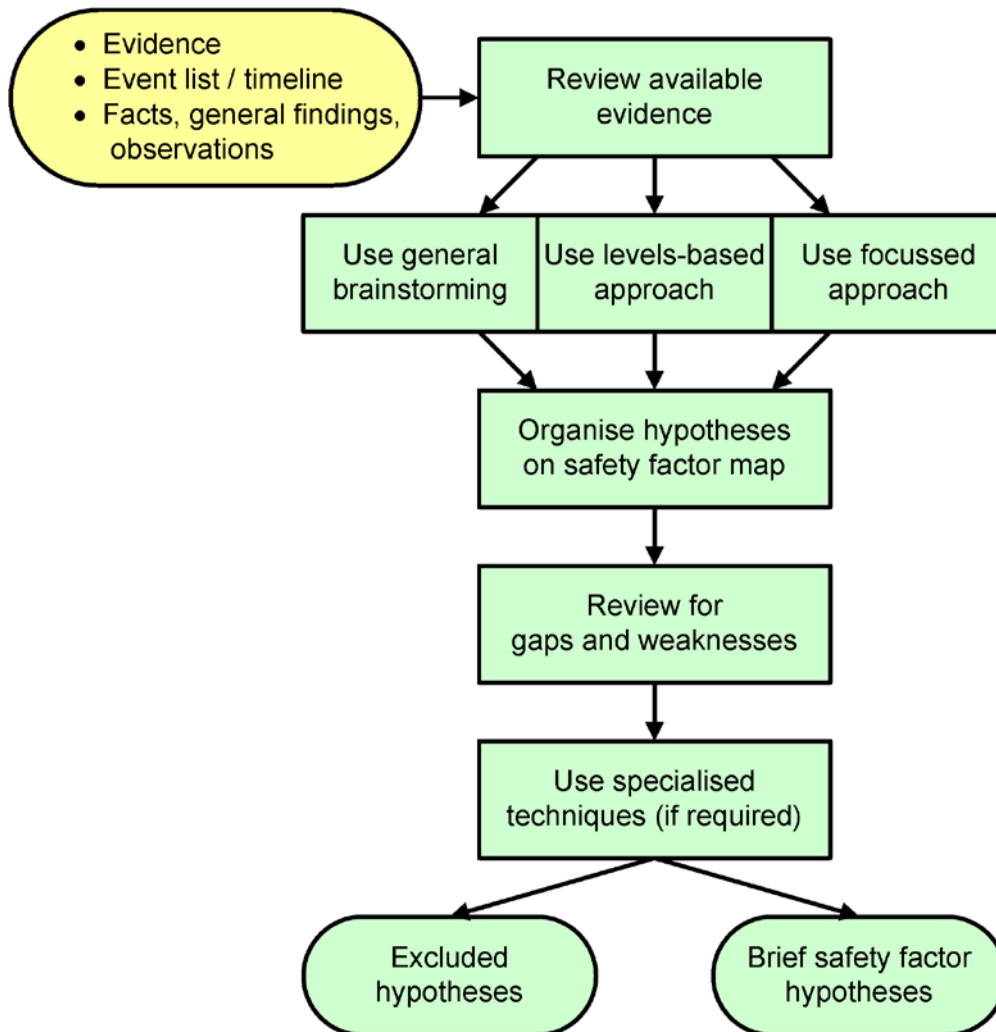 • Evidence
• Event list / timeline
• Facts, general findings,
observations
Review available
evidence
Use general
brainstorming
Use levels-based
approach
Use focussed
approach
Organise hypotheses
on safety factor map
Review for
gaps and weaknesses
Use specialised
techniques (if required)
Excluded
hypotheses
Brief safety factor
hypotheses